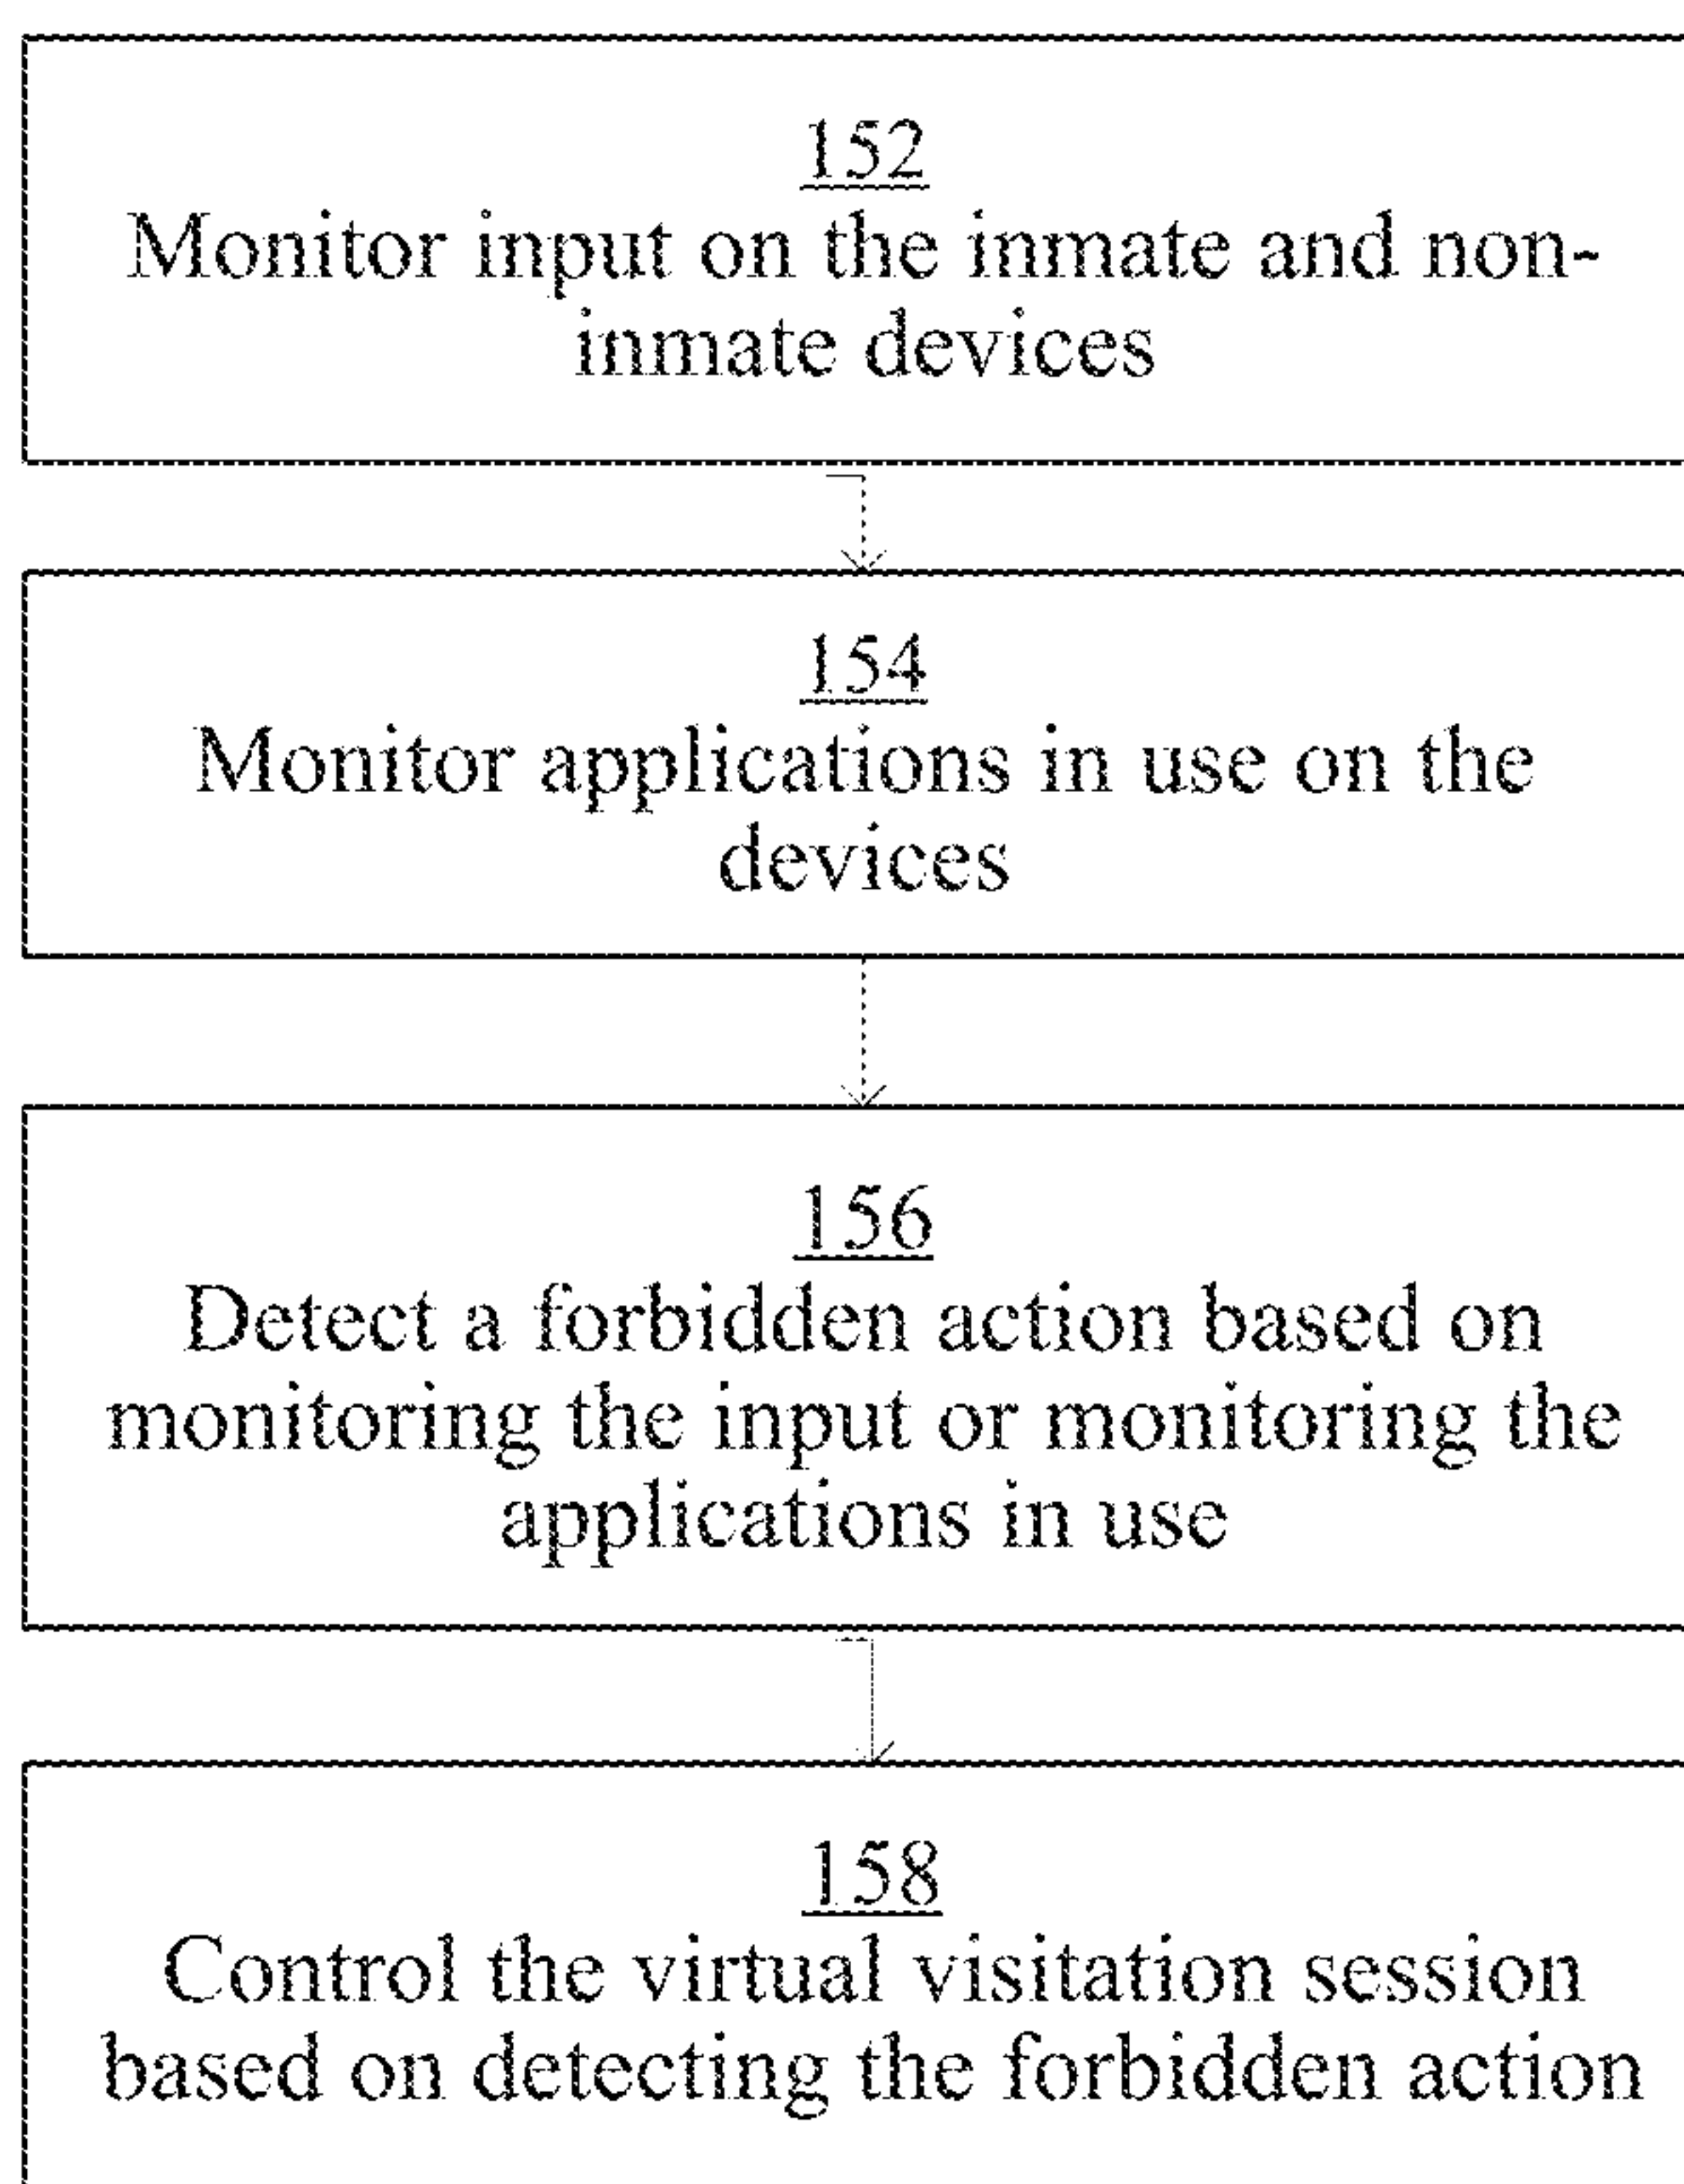 152
Monitor input on the inmate and non-
inmate devices
154
Monitor applications in use on the
devices
156
Detect a forbidden action based on
monitoring the input or monitoring the
applications in use
158
Control the virtual visitation session
based on detecting the forbidden action